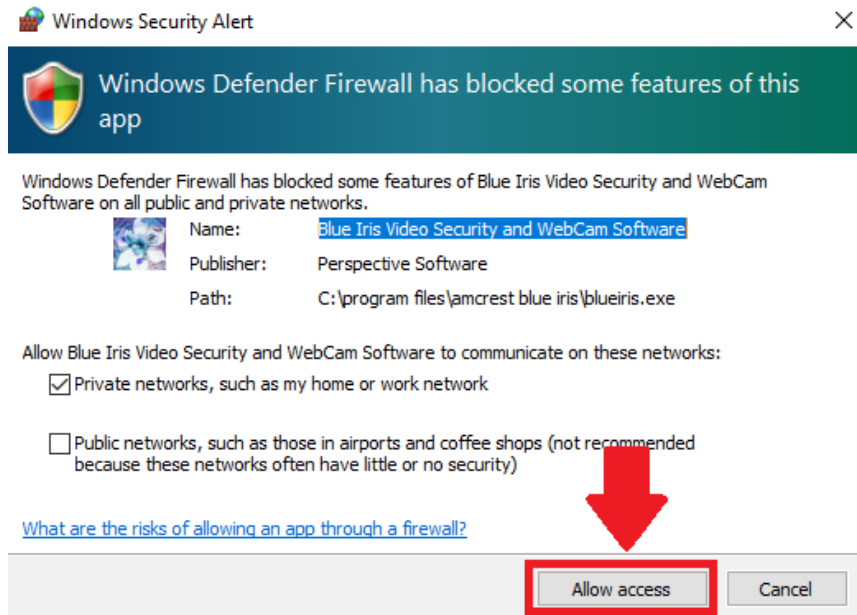 Windows Security Alert
Windows Defender Firewall has blocked some features of this
app
Windows Defender Firewall has blocked some features of Blue Iris Video Security and WebCam
Software on all public and private networks.
Name: Blue Iris Video Security and WebCam Software
Publisher: Perspective Software
Path: C:\program files\amcrest blue iris\blueiris.exe
Allow Blue Iris Video Security and WebCam Software to communicate on these networks:
Private networks, such as my home or work network
Public networks, such as those in airports and coffee shops (not recommended
because these networks often have little or no security)
What are the risks of allowing an app through a firewall?
Allow access Cancel